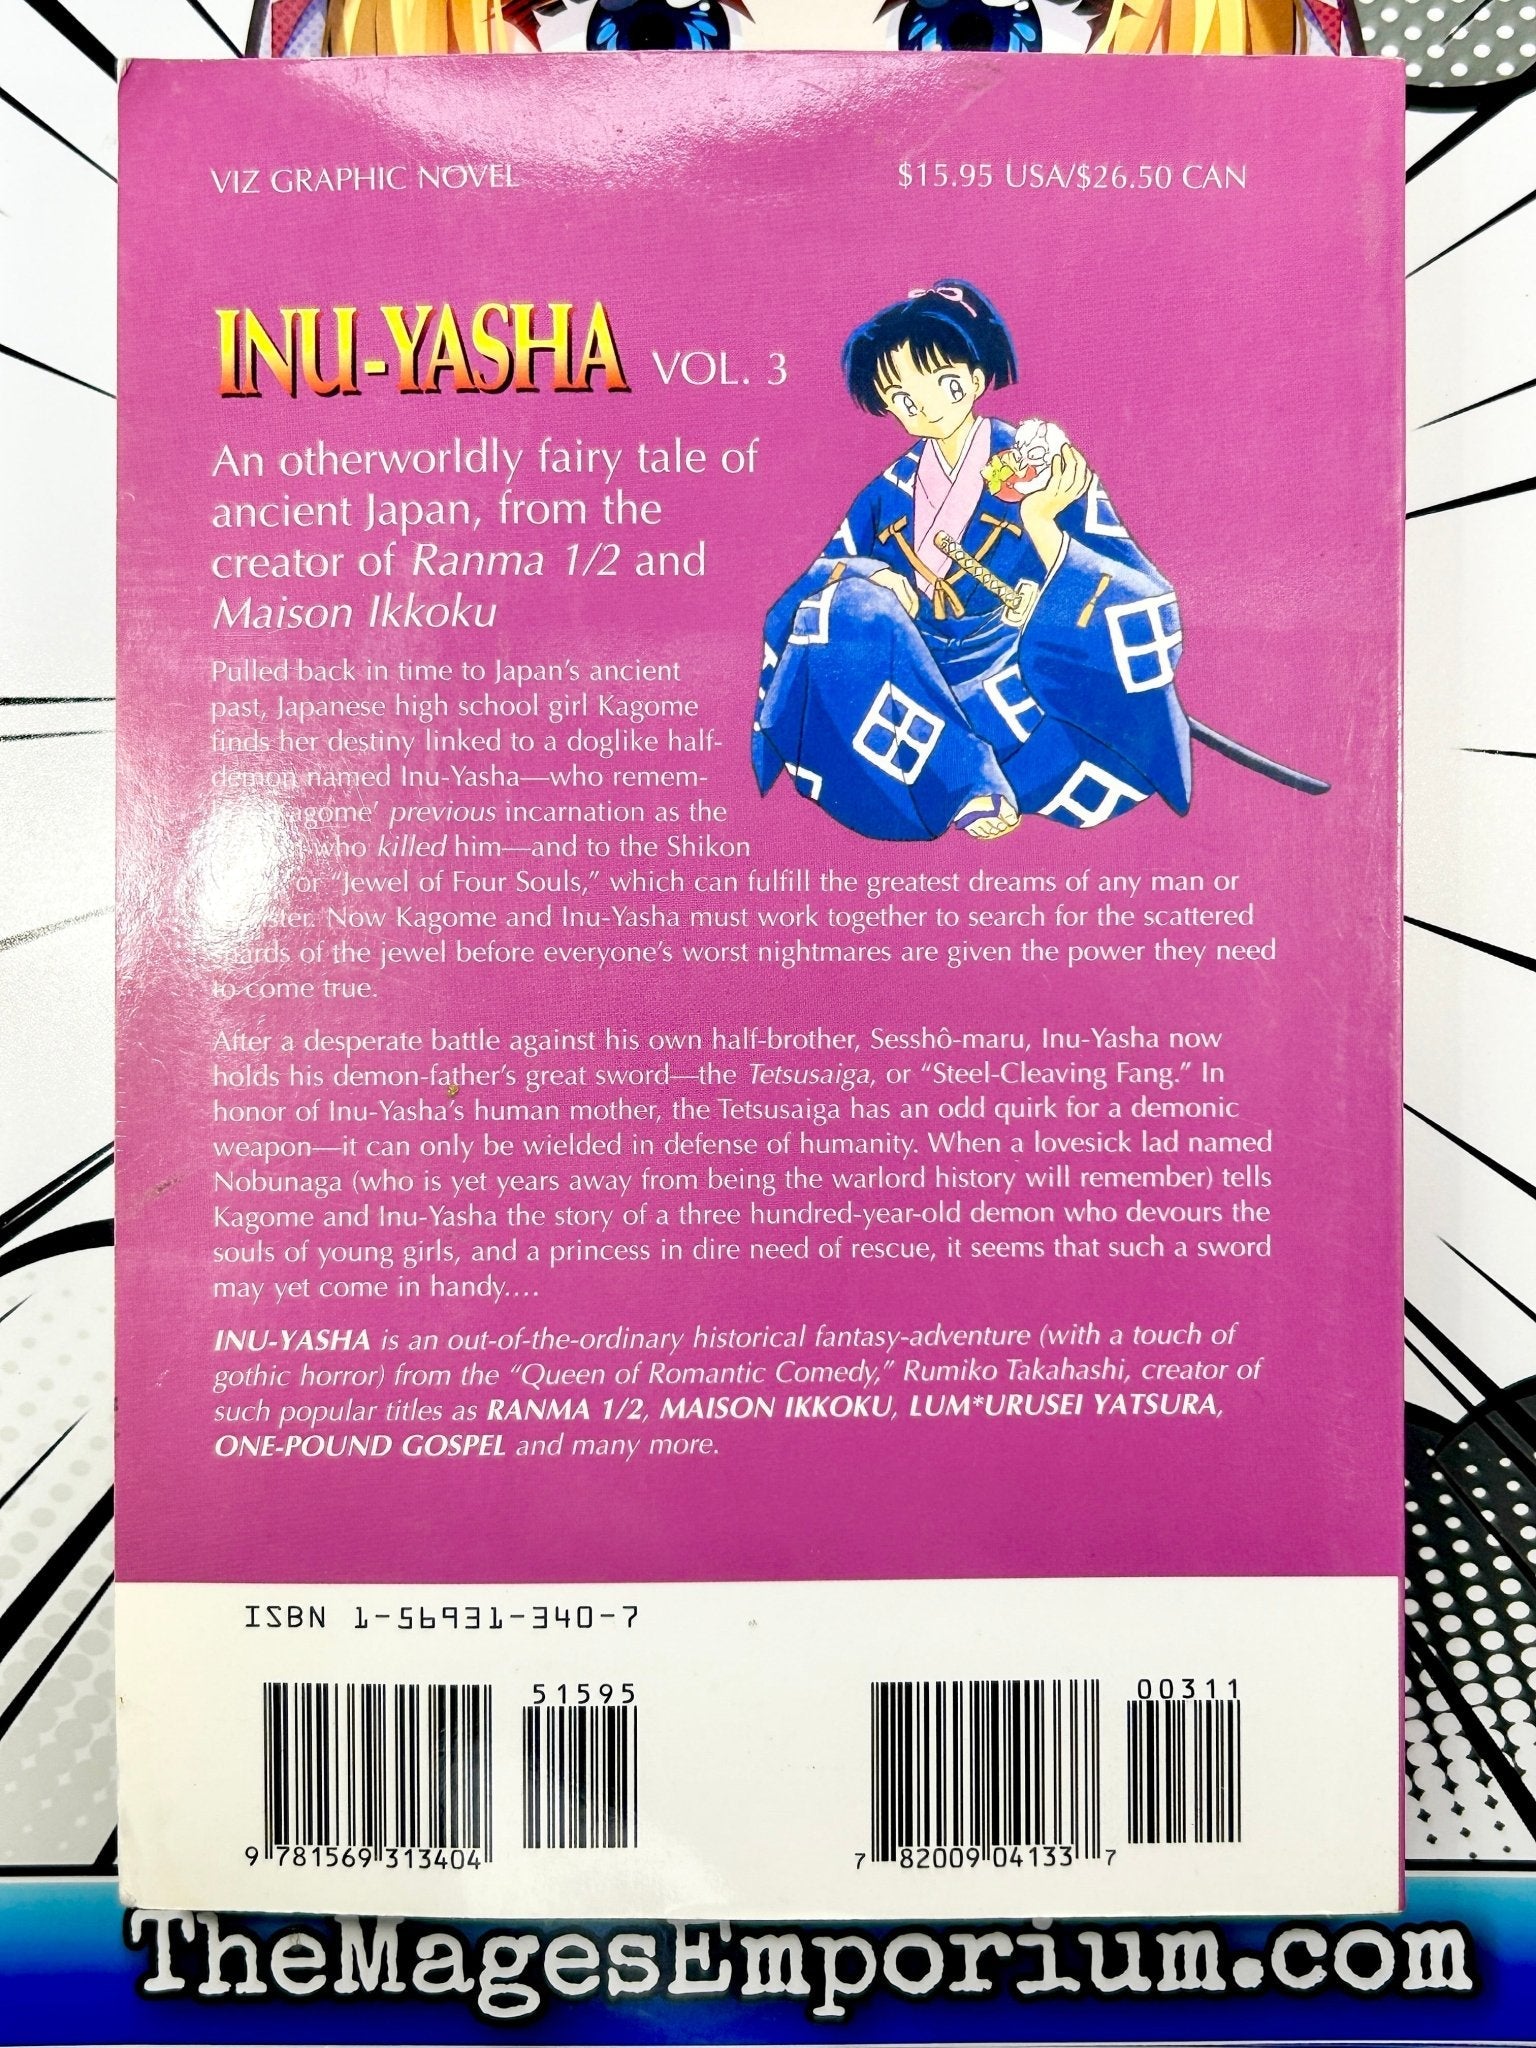 VIZ GRAPHIC NOVEL
$15.95 USA/$26.50 CAN
INU-YASHA VOL. 3
An otherworldly fairy tale of
ancient Japan, from the
creator of Ranma 1/2 and
Maison Ikkoku
Pulled back in time to Japan's ancient
past, Japanese high school girl Kagome
finds her destiny linked to a doglike half-
demon named Inu-Yasha—who remem-
agome' previous incarnation as the
who killed him—and to the Shikon
or "Jewel of Four Souls," which can fulfill the greatest dreams of any man or
Now Kagome and Inu-Yasha must work together to search for the scattered
shards of the jewel before everyone's worst nightmares are given the power they need
to come true.
After a desperate battle against his own half-brother, Sesshô-maru, Inu-Yasha now
holds his demon-father's great sword—the Tetsusaiga, or "Steel-Cleaving Fang." In
honor of Inu-Yasha's human mother, the Tetsusaiga has an odd quirk for a demonic
weapon—it can only be wielded in defense of humanity. When a lovesick lad named
Nobunaga (who is yet years away from being the warlord history will remember) tells
Kagome and Inu-Yasha the story of a three hundred-year-old demon who devours the
souls of young girls, and a princess in dire need of rescue, it seems that such a sword
may yet come in handy....
INU-YASHA is an out-of-the-ordinary historical fantasy-adventure (with a touch of
gothic horror) from the "Queen of Romantic Comedy," Rumiko Takahashi, creator of
such popular titles as RANMA 1/2, MAISON IKKOKU, LUM*URUSEI YATSURA,
ONE-POUND GOSPEL and many more.
ISBN 1-56931-340-7
51595
00311
9 781569 313404
7 82009 04133 7
TheMagesEmporium.com